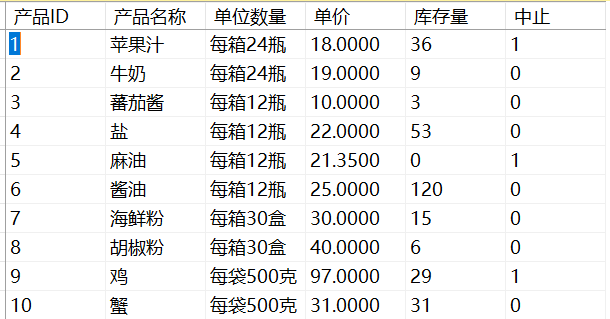 产品ID 产品名称 单位数量 单价 库存量 中止
1 苹果汁 每箱24瓶 18.0000 36 1
2 牛奶 每箱24瓶 19.0000 9 0
3 蕃茄酱 每箱12瓶 10.0000 3 0
4 盐 每箱12瓶 22.0000 53 0
5 麻油 每箱12瓶 21.3500 0 1
6 酱油 每箱12瓶 25.0000 120 0
7 海鲜粉 每箱30盒 30.0000 15 0
8 胡椒粉 每箱30盒 40.0000 6 0
9 鸡 每袋500克 97.0000 29 1
10 蟹 每袋500克 31.0000 31 0